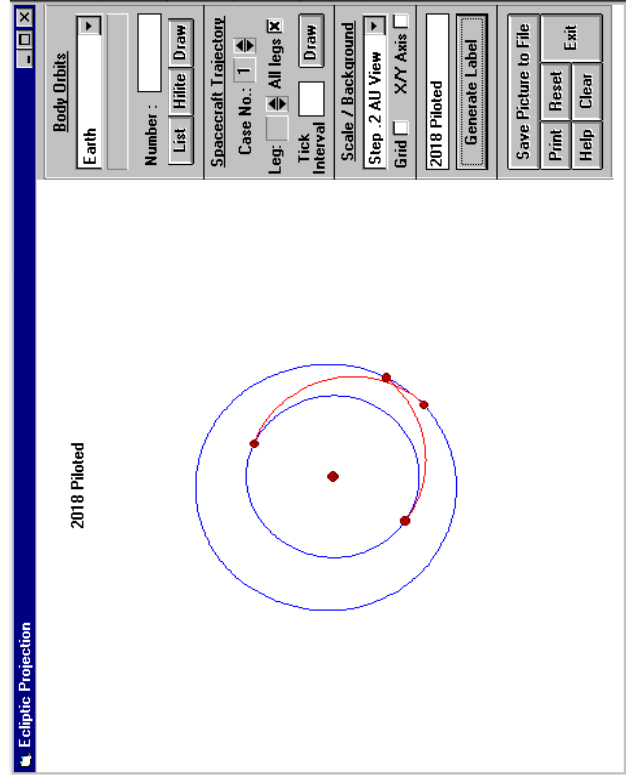 Ecliptic Projection
2018 Piloted
Body Orbits
Earth
Number :
List Hilite Draw
Spacecraft Trajectory
Case No.: 1
Leg: All legs
Tick
Interval
Draw
Scale / Background
Step .2 AU View
Grid X/Y Axis
2018 Piloted
Generate Label
Save Picture to File
Print Reset Exit
Help Clear